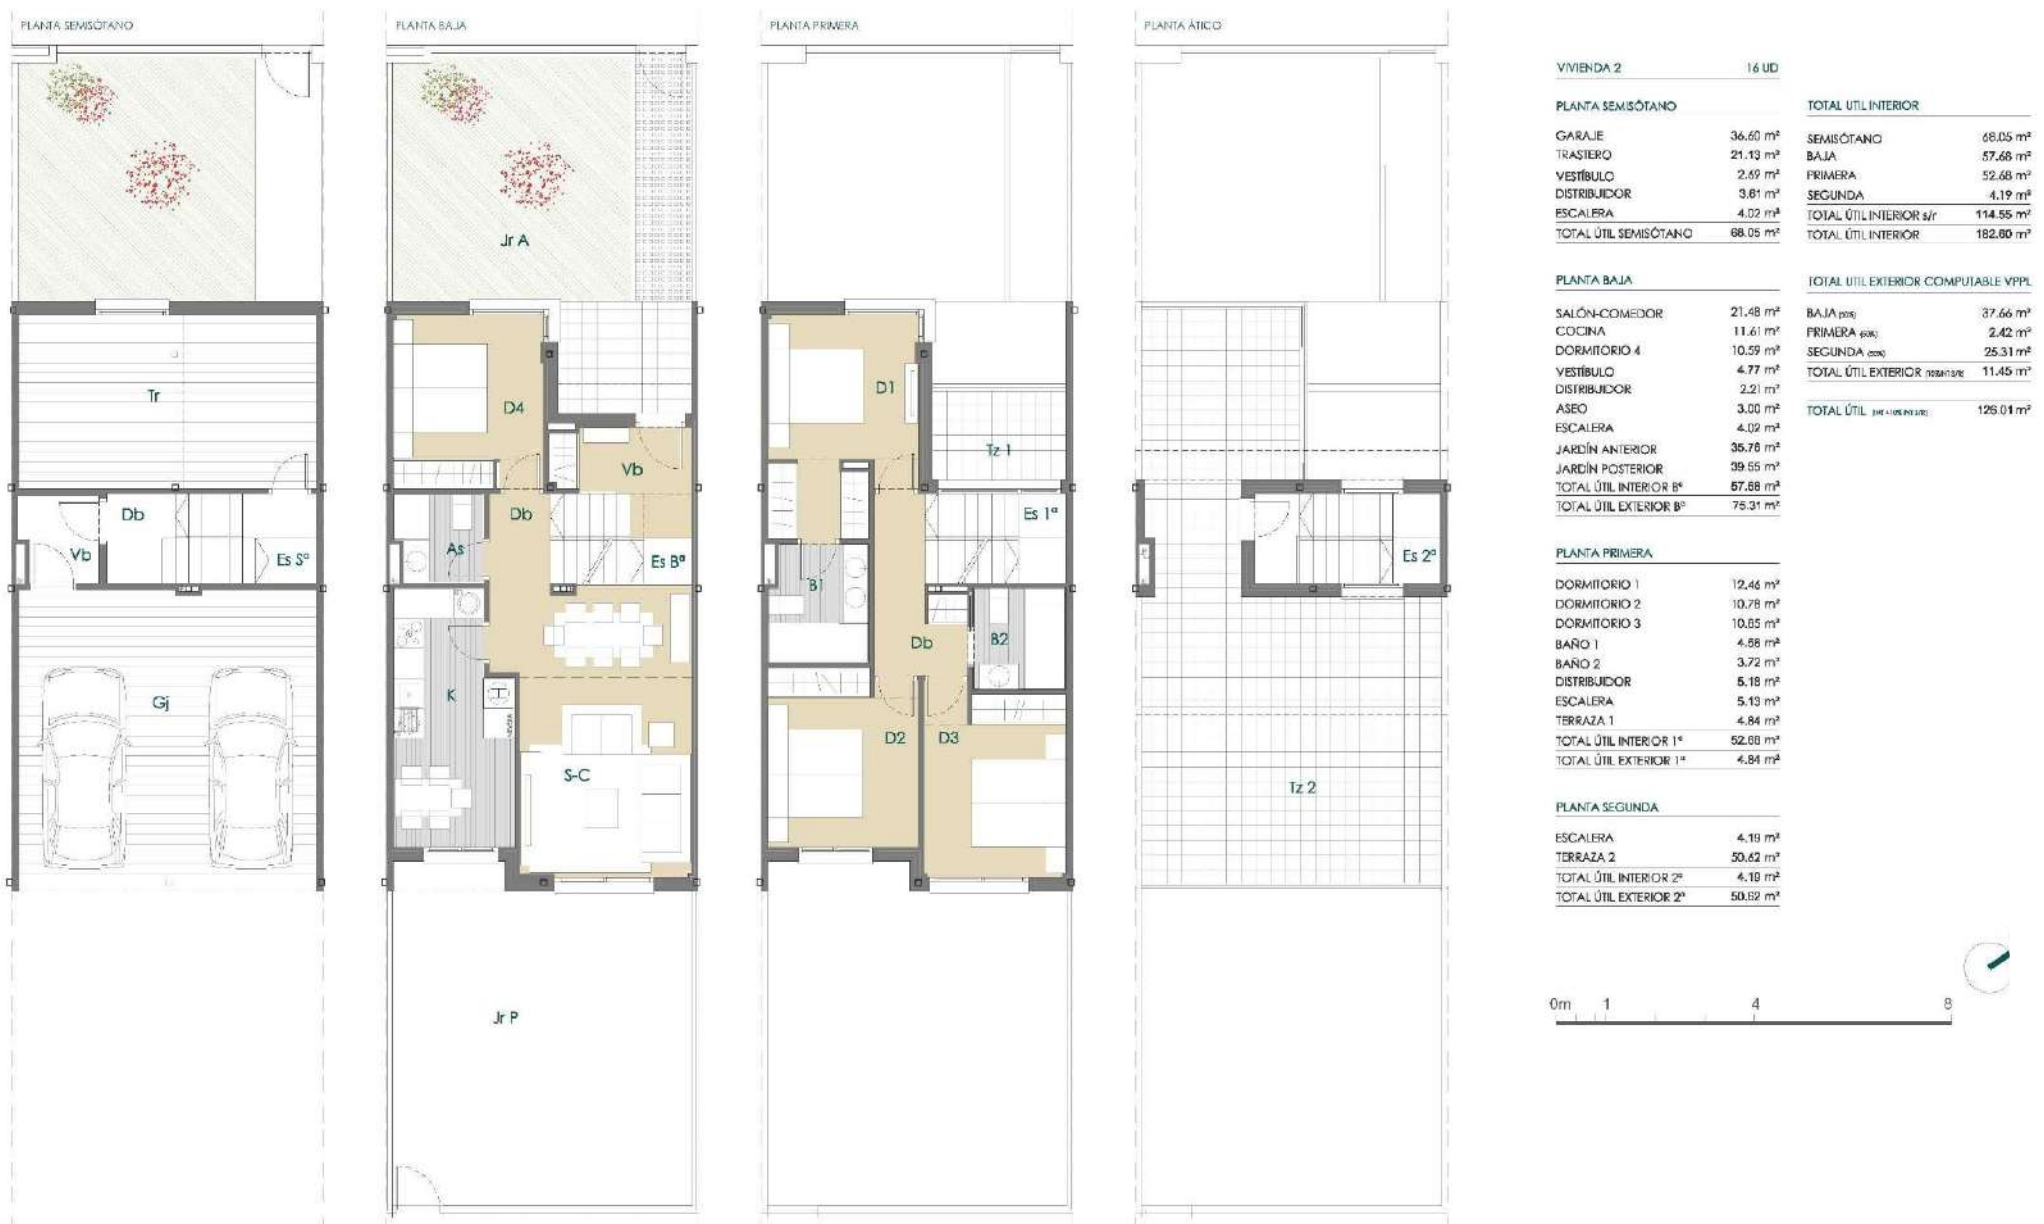 PLANTA SEMISÓTANO
PLANTA BAJA
PLANTA PRIMERA
PLANTA ÁTICO
Tr
Db
Vb
Es Sª
Gj
Jr A
D4
Vb
Db
As
Es Bª
K
S-C
Jr P
D1
Tz 1
Es 1ª
B1
Db
B2
D2
D3
Es 2ª
Tz 2
VIVIENDA 2 16 UD
PLANTA SEMISÓTANO
GARAJE 36.60 m²
TRASTERO 21.13 m²
VESTÍBULO 2.69 m²
DISTRIBUIDOR 3.61 m²
ESCALERA 4.02 m²
TOTAL ÚTIL SEMISÓTANO 68.05 m²
PLANTA BAJA
SALÓN-COMEDOR 21.48 m²
COCINA 11.61 m²
DORMITORIO 4 10.59 m²
VESTÍBULO 4.77 m²
DISTRIBUIDOR 2.21 m²
ASEO 3.00 m²
ESCALERA 4.02 m²
JARDÍN ANTERIOR 35.76 m²
JARDÍN POSTERIOR 39.55 m²
TOTAL ÚTIL INTERIOR Bª 57.68 m²
TOTAL ÚTIL EXTERIOR Bª 75.31 m²
PLANTA PRIMERA
DORMITORIO 1 12.46 m²
DORMITORIO 2 10.78 m²
DORMITORIO 3 10.85 m²
BAÑO 1 4.56 m²
BAÑO 2 3.72 m²
DISTRIBUIDOR 5.18 m²
ESCALERA 5.13 m²
TERRAZA 1 4.84 m²
TOTAL ÚTIL INTERIOR 1ª 52.68 m²
TOTAL ÚTIL EXTERIOR 1ª 4.84 m²
PLANTA SEGUNDA
ESCALERA 4.19 m²
TERRAZA 2 50.62 m²
TOTAL ÚTIL INTERIOR 2ª 4.19 m²
TOTAL ÚTIL EXTERIOR 2ª 50.62 m²
TOTAL UTIL INTERIOR
SEMISÓTANO 68.05 m²
BAJA 57.68 m²
PRIMERA 52.68 m²
SEGUNDA 4.19 m²
TOTAL ÚTIL INTERIOR s/r 114.55 m²
TOTAL ÚTIL INTERIOR 182.60 m²
TOTAL UTIL EXTERIOR COMPUTABLE VPPL
BAJA (50%) 37.66 m²
PRIMERA (50%) 2.42 m²
SEGUNDA (50%) 25.31 m²
TOTAL ÚTIL EXTERIOR 11.45 m²
TOTAL ÚTIL 126.01 m²
0m 1 4 8